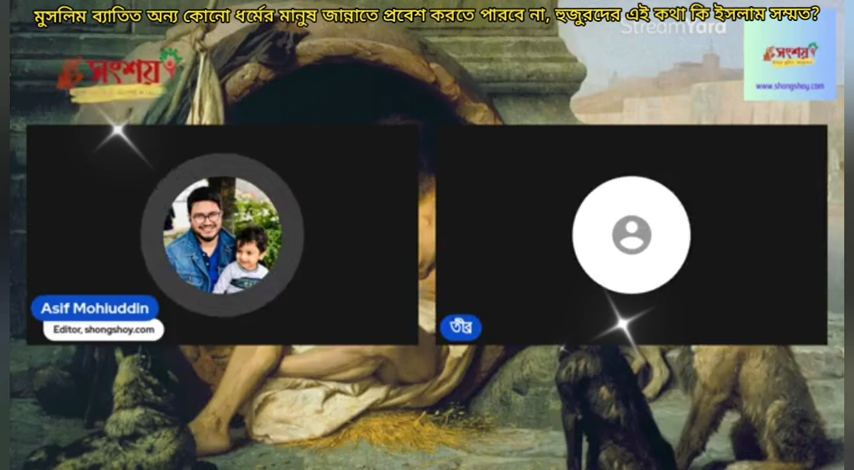 মুসলিম ব্যাতিত অন্য কোনো ধর্মের মানুষ জান্নাতে প্রবেশ করতে পারবে না, হুজুরদের এই কথা কি ইসলাম সম্মত?
StreamYard
সংশয়
সংশয়
www.shongshoy.com
Asif Mohiuddin
Editor, shongshoy.com
তীব্র